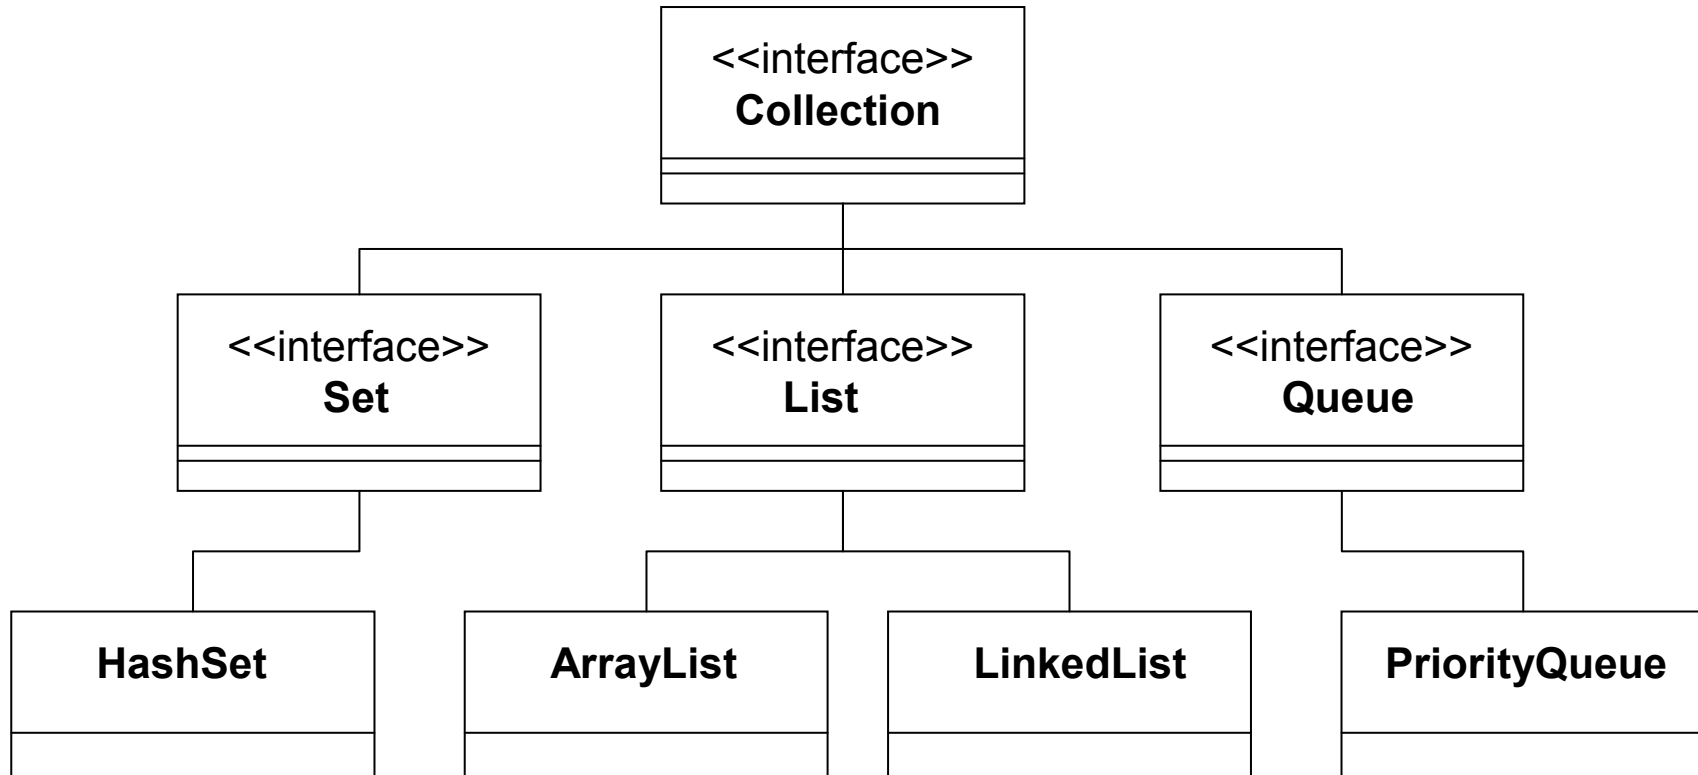 <<interface>>
Collection
<<interface>>
Set
<<interface>>
List
<<interface>>
Queue
HashSet
ArrayList
LinkedList
PriorityQueue